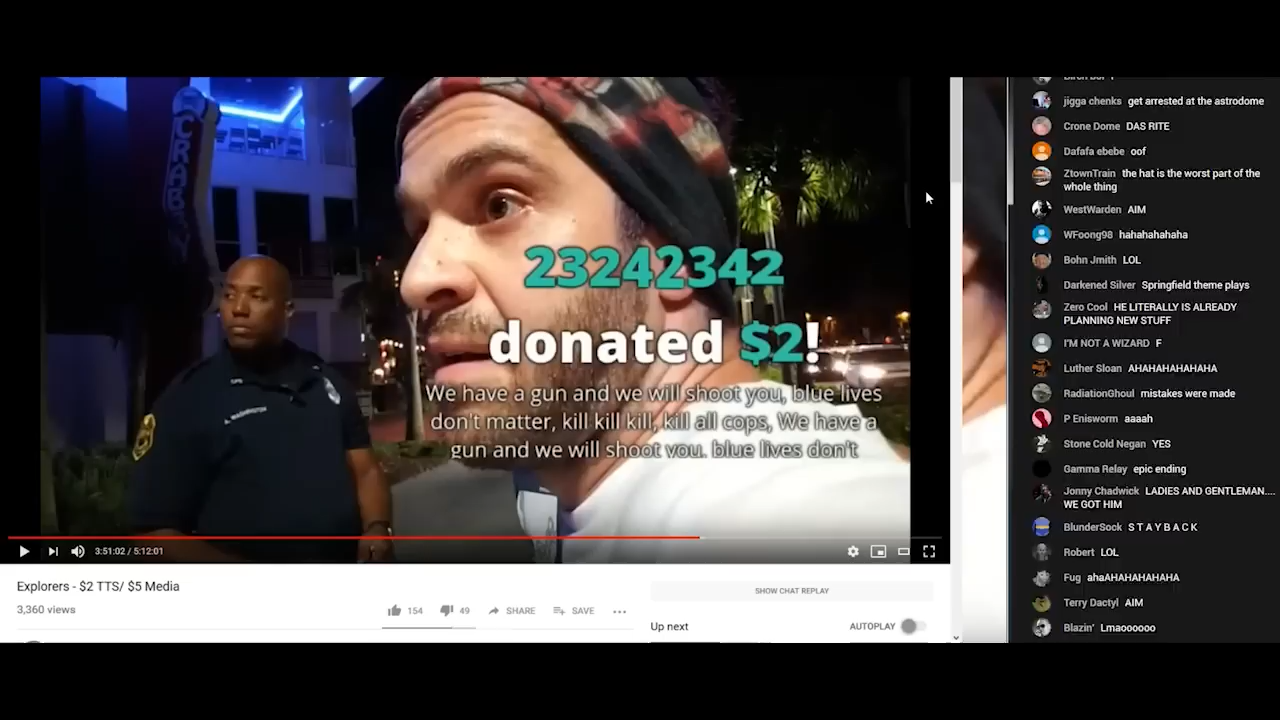 CRABBY
OPS
A. WASHINGTON
23242342
donated $2!
We have a gun and we will shoot you, blue lives
don't matter, kill kill kill, kill all cops, We have a
gun and we will shoot you. blue lives don't
3:51:02 / 5:12:01
Explorers - $2 TTS/ $5 Media
3,360 views
154
49
SHARE
SAVE
SHOW CHAT REPLAY
Up next
AUTOPLAY
jigga chenks get arrested at the astrodome
Crone Dome DAS RITE
Dafafa ebebe oof
ZtownTrain the hat is the worst part of the
whole thing
WestWarden AIM
WFoong98 hahahahahaha
Bohn Jmith LOL
Darkened Silver Springfield theme plays
Zero Cool HE LITERALLY IS ALREADY
PLANNING NEW STUFF
I'M NOT A WIZARD F
Luther Sloan AHAHAHAHAHAHA
RadiationGhoul mistakes were made
P Enisworm aaaah
Stone Cold Negan YES
Gamma Relay epic ending
Jonny Chadwick LADIES AND GENTLEMAN....
WE GOT HIM
BlunderSock S T A Y B A C K
Robert LOL
Fug ahaAHAHAHAHAHA
Terry Dactyl AIM
Blazin' Lmaoooooo